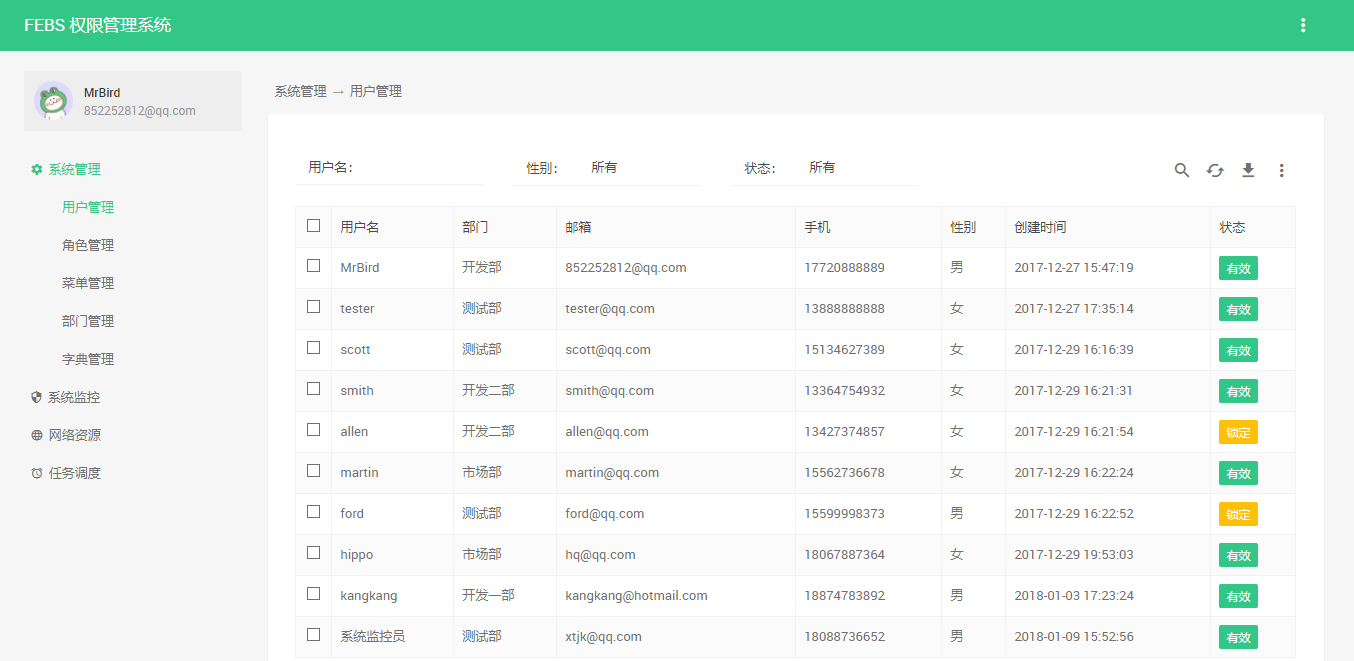 FEBS 权限管理系统
MrBird
852252812@qq.com
系统管理
用户管理
角色管理
菜单管理
部门管理
字典管理
系统监控
网络资源
任务调度
系统管理 → 用户管理
用户名: 性别: 所有 状态: 所有
用户名 部门 邮箱 手机 性别 创建时间 状态
MrBird 开发部 852252812@qq.com 17720888889 男 2017-12-27 15:47:19 有效
tester 测试部 tester@qq.com 13888888888 女 2017-12-27 17:35:14 有效
scott 测试部 scott@qq.com 15134627389 女 2017-12-29 16:16:39 有效
smith 开发二部 smith@qq.com 13364754932 女 2017-12-29 16:21:31 有效
allen 开发二部 allen@qq.com 13427374857 女 2017-12-29 16:21:54 锁定
martin 市场部 martin@qq.com 15562736678 女 2017-12-29 16:22:24 有效
ford 测试部 ford@qq.com 15599998373 男 2017-12-29 16:22:52 锁定
hippo 市场部 hq@qq.com 18067887364 女 2017-12-29 19:53:03 有效
kangkang 开发一部 kangkang@hotmail.com 18874783892 男 2018-01-03 17:23:24 有效
系统监控员 测试部 xtjk@qq.com 18088736652 男 2018-01-09 15:52:56 有效